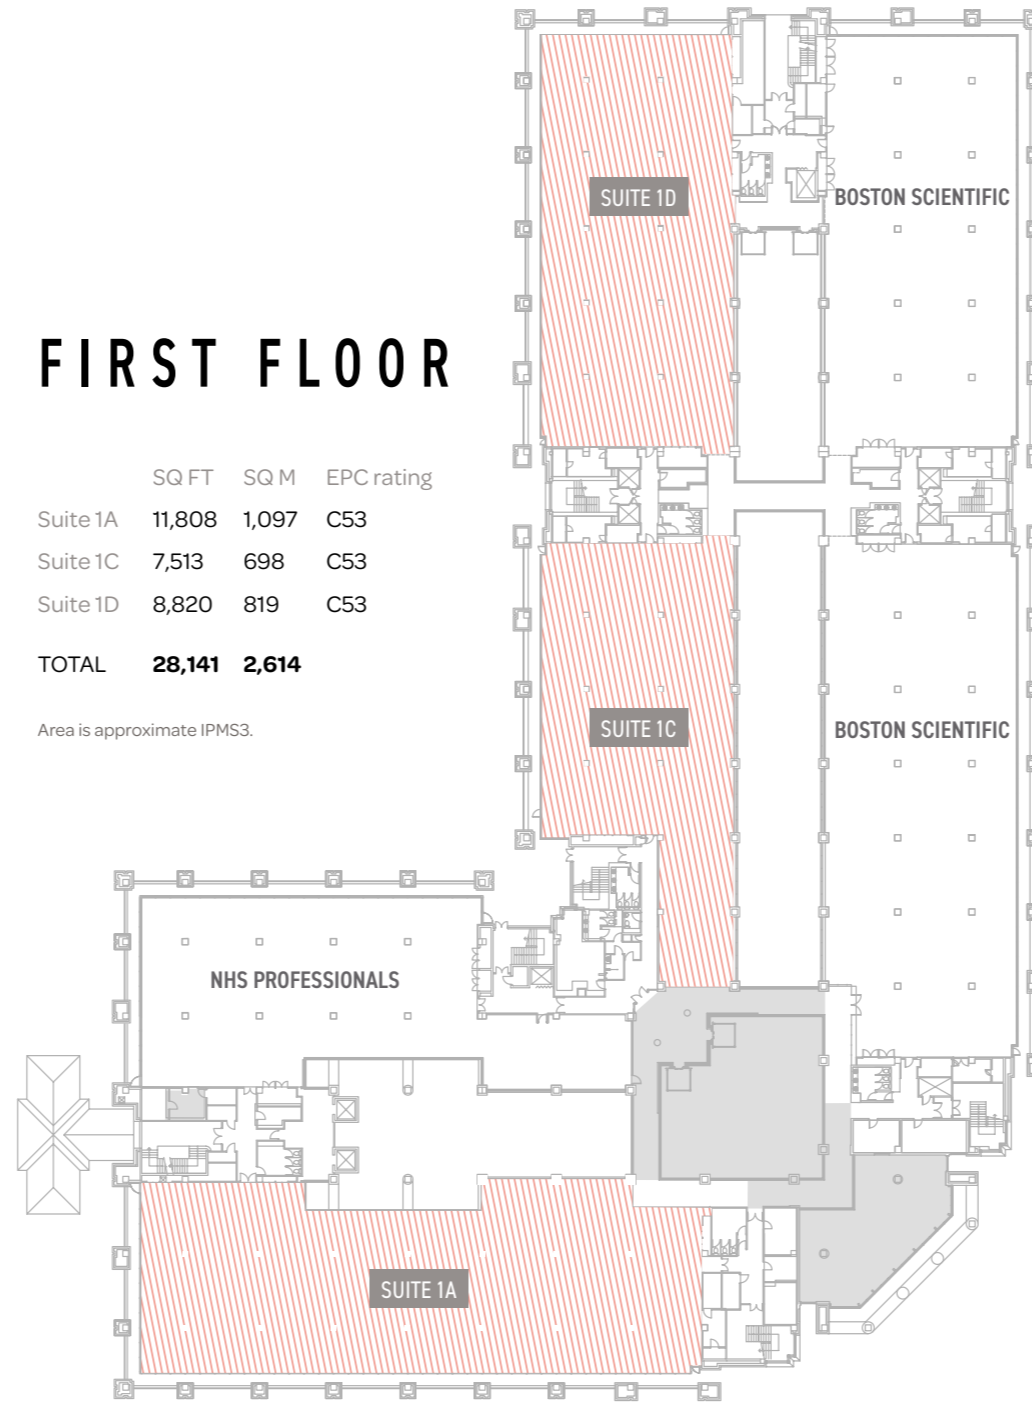 FIRST FLOOR
SQ FT SQ M EPC rating
Suite 1A 11,808 1,097 C53
Suite 1C 7,513 698 C53
Suite 1D 8,820 819 C53
TOTAL 28,141 2,614
Area is approximate IPMS3.
SUITE 1D
BOSTON SCIENTIFIC
SUITE 1C
BOSTON SCIENTIFIC
NHS PROFESSIONALS
SUITE 1A